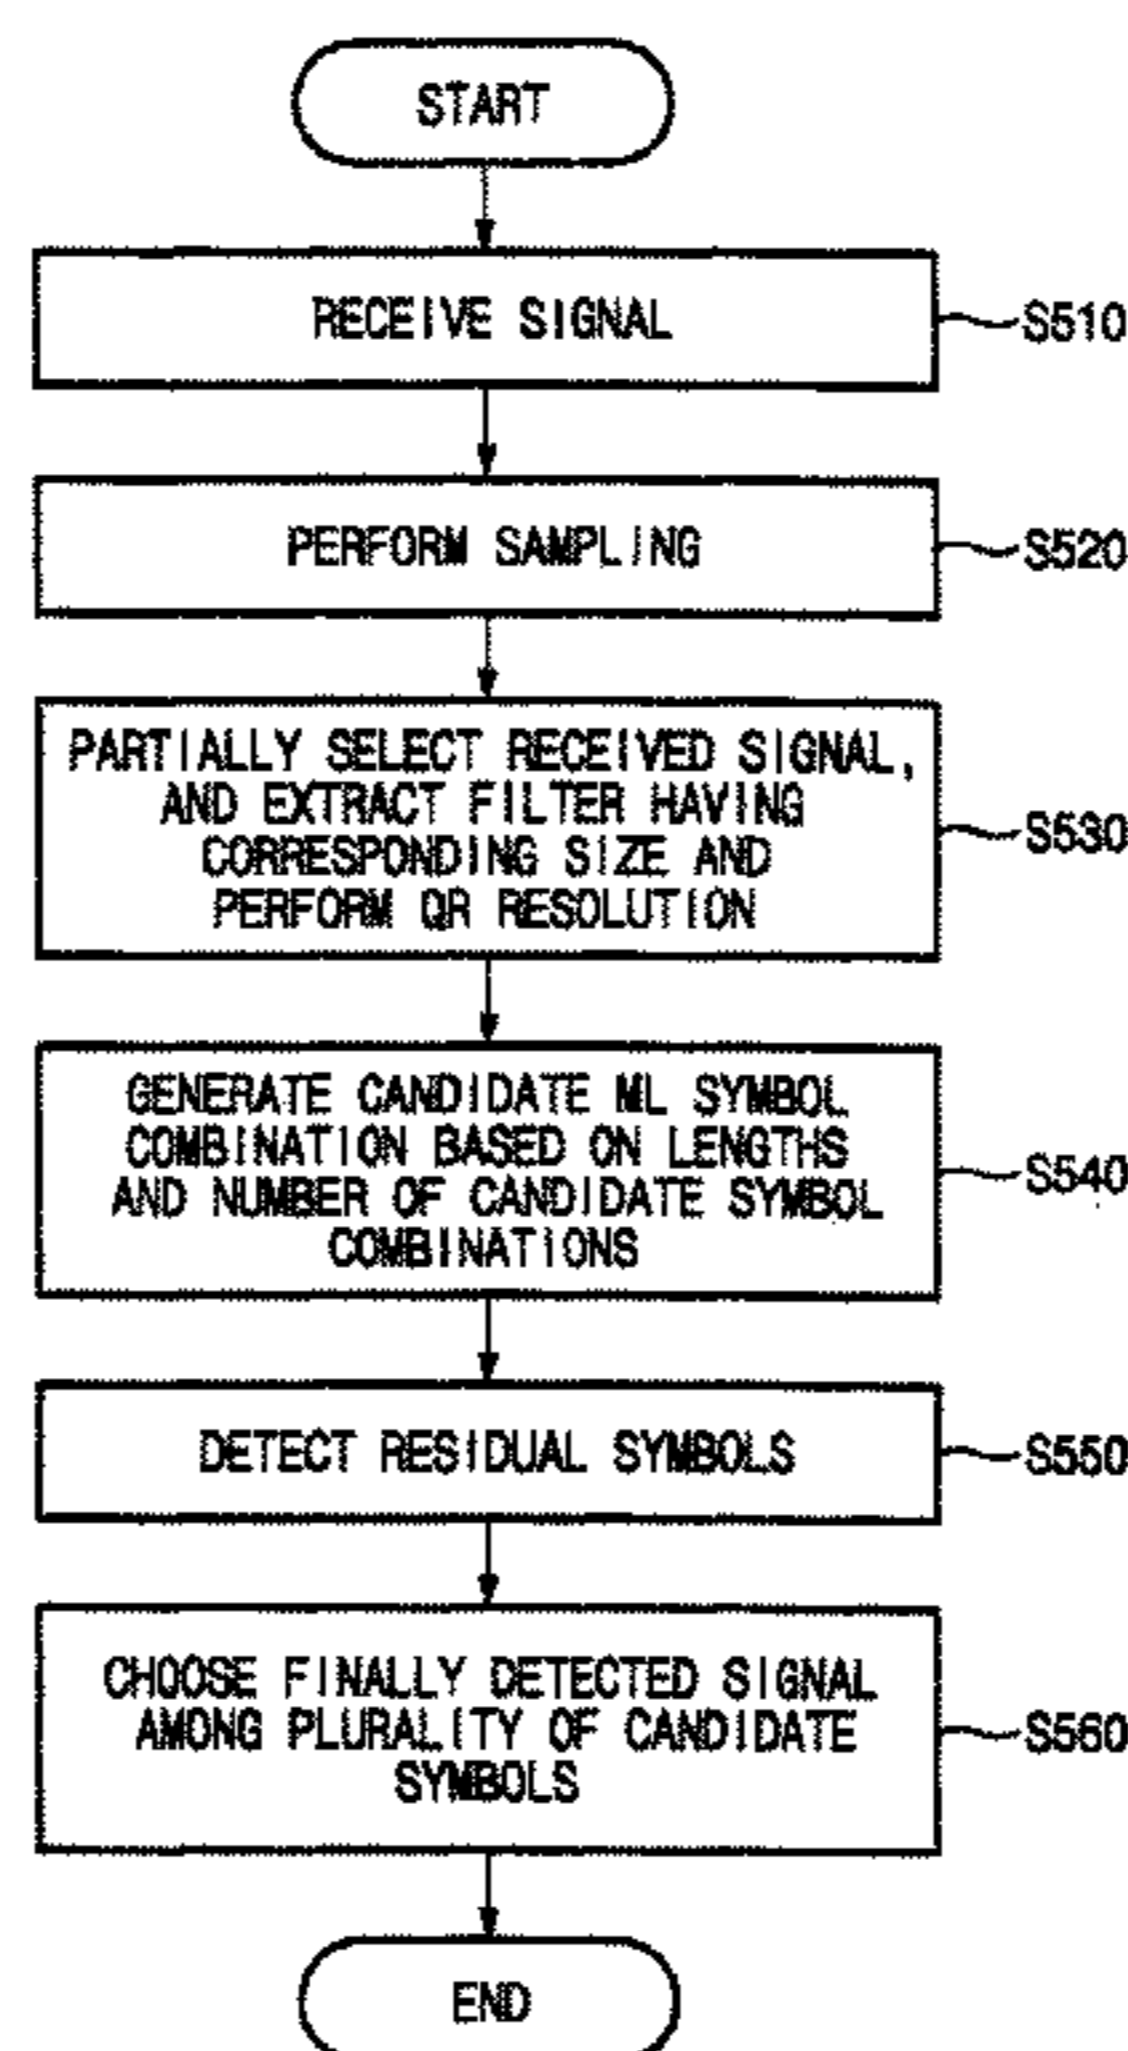 START
RECEIVE SIGNAL
S510
PERFORM SAMPLING
S520
PARTIALLY SELECT RECEIVED SIGNAL,
AND EXTRACT FILTER HAVING
CORRESPONDING SIZE AND
PERFORM QR RESOLUTION
S530
GENERATE CANDIDATE ML SYMBOL
COMBINATION BASED ON LENGTHS
AND NUMBER OF CANDIDATE SYMBOL
COMBINATIONS
S540
DETECT RESIDUAL SYMBOLS
S550
CHOOSE FINALLY DETECTED SIGNAL
AMONG PLURALITY OF CANDIDATE
SYMBOLS
S560
END